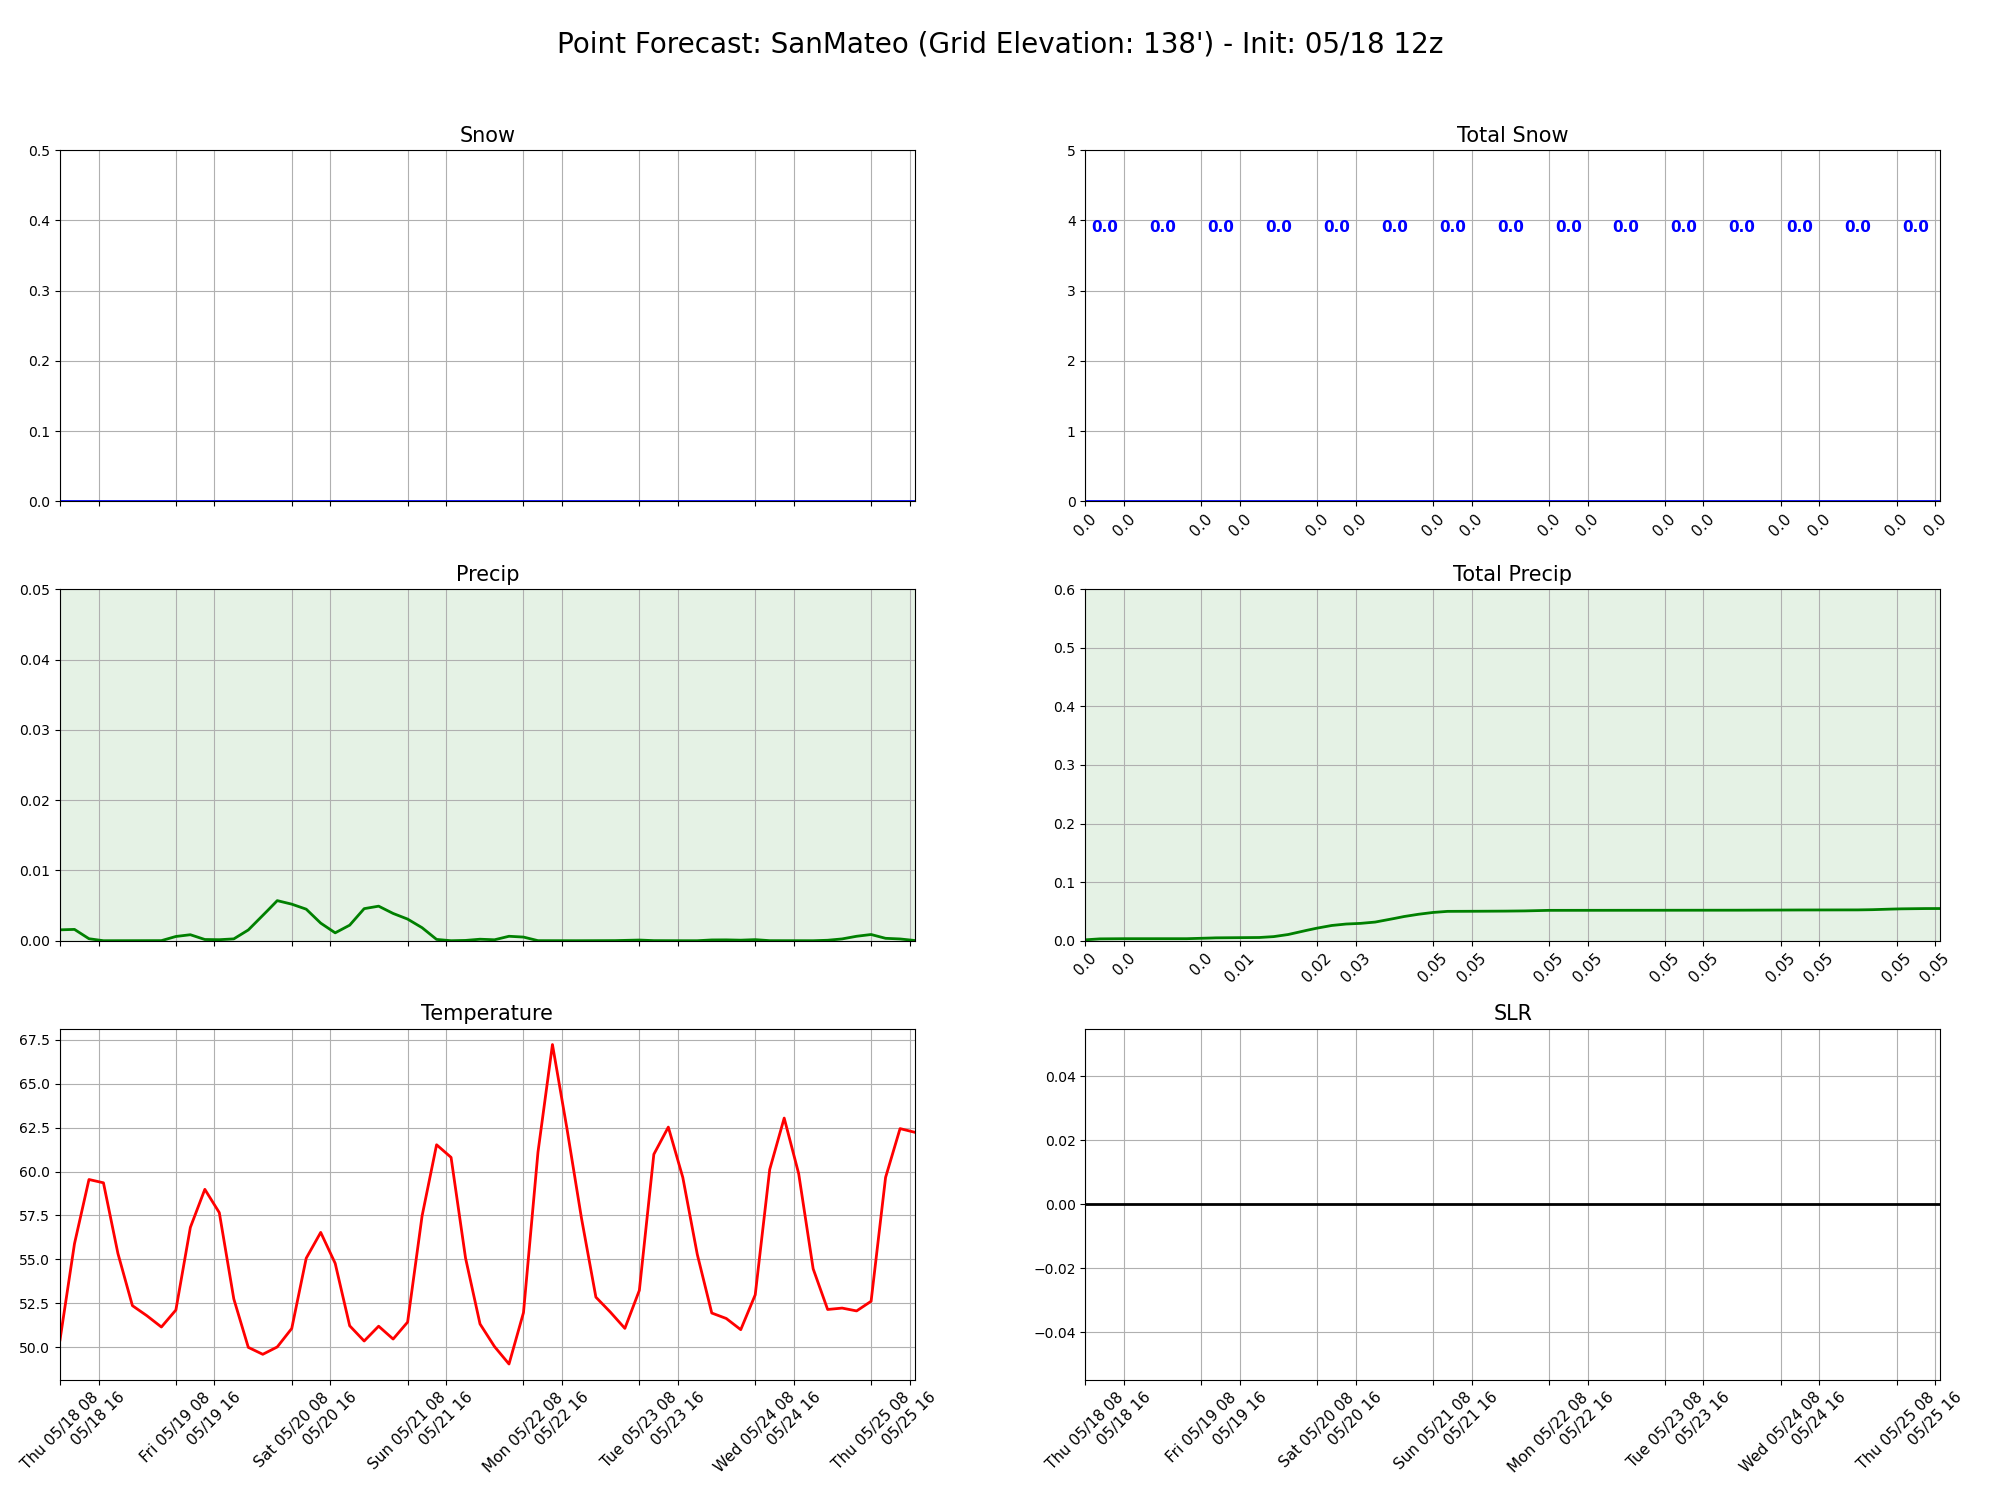 Point Forecast: SanMateo (Grid Elevation: 138') - Init: 05/18 12z
Snow
0.5
0.4
0.3
0.2
0.1
0.0
Total Snow
5
4
3
2
1
0
0.0 0.0 0.0 0.0 0.0 0.0 0.0 0.0 0.0 0.0 0.0 0.0 0.0 0.0 0.0
0.0 0.0 0.0 0.0 0.0 0.0 0.0 0.0 0.0 0.0 0.0 0.0 0.0 0.0 0.0 0.0
Precip
0.05
0.04
0.03
0.02
0.01
0.00
Total Precip
0.6
0.5
0.4
0.3
0.2
0.1
0.0
0.0 0.0 0.0 0.01 0.02 0.03 0.05 0.05 0.05 0.05 0.05 0.05 0.05 0.05 0.05 0.05
Temperature
67.5
65.0
62.5
60.0
57.5
55.0
52.5
50.0
Thu 05/18 08
05/18 16
Fri 05/19 08
05/19 16
Sat 05/20 08
05/20 16
Sun 05/21 08
05/21 16
Mon 05/22 08
05/22 16
Tue 05/23 08
05/23 16
Wed 05/24 08
05/24 16
Thu 05/25 08
05/25 16
SLR
0.04
0.02
0.00
−0.02
−0.04
Thu 05/18 08
05/18 16
Fri 05/19 08
05/19 16
Sat 05/20 08
05/20 16
Sun 05/21 08
05/21 16
Mon 05/22 08
05/22 16
Tue 05/23 08
05/23 16
Wed 05/24 08
05/24 16
Thu 05/25 08
05/25 16